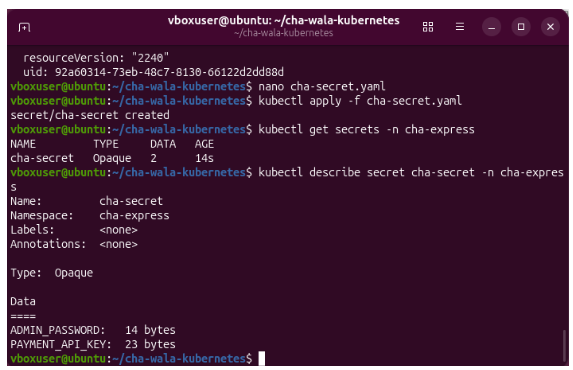 vboxuser@ubuntu: ~/cha-wala-kubernetes
~/cha-wala-kubernetes
  resourceVersion: "2240"
  uid: 92a60314-73eb-48c7-8130-66122d2dd88d
vboxuser@ubuntu:~/cha-wala-kubernetes$ nano cha-secret.yaml
vboxuser@ubuntu:~/cha-wala-kubernetes$ kubectl apply -f cha-secret.yaml
secret/cha-secret created
vboxuser@ubuntu:~/cha-wala-kubernetes$ kubectl get secrets -n cha-express
NAME         TYPE     DATA   AGE
cha-secret   Opaque   2      14s
vboxuser@ubuntu:~/cha-wala-kubernetes$ kubectl describe secret cha-secret -n cha-expres
s
Name:         cha-secret
Namespace:    cha-express
Labels:       <none>
Annotations:  <none>
Type:  Opaque
Data
====
ADMIN_PASSWORD:   14 bytes
PAYMENT_API_KEY:  23 bytes
vboxuser@ubuntu:~/cha-wala-kubernetes$